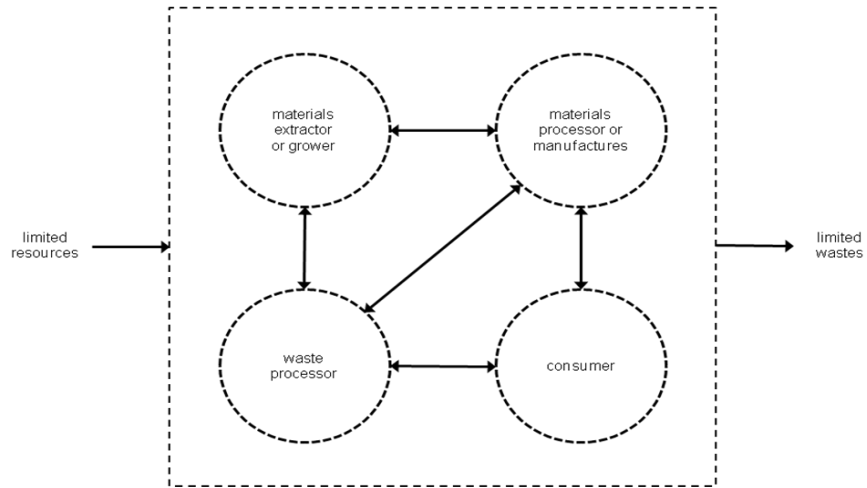 materials
extractor
or grower
materials
processor or
manufactures
limited
resources
limited
wastes
waste
processor
consumer